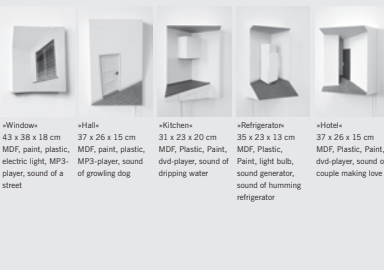 »Window«
43 x 38 x 18 cm
MDF, paint, plastic,
electric light, MP3-
player, sound of a
street
»Hall«
37 x 26 x 15 cm
MDF, paint, plastic,
MP3-player, sound
of growling dog
»Kitchen«
31 x 23 x 20 cm
MDF, Plastic, Paint,
dvd-player, sound of
dripping water
»Refrigerator«
35 x 23 x 13 cm
MDF, Plastic,
Paint, light bulb,
sound generator,
sound of humming
refrigerator
»Hotel«
37 x 26 x 15 cm
MDF, Plastic, Paint,
dvd-player, sound o
couple making love